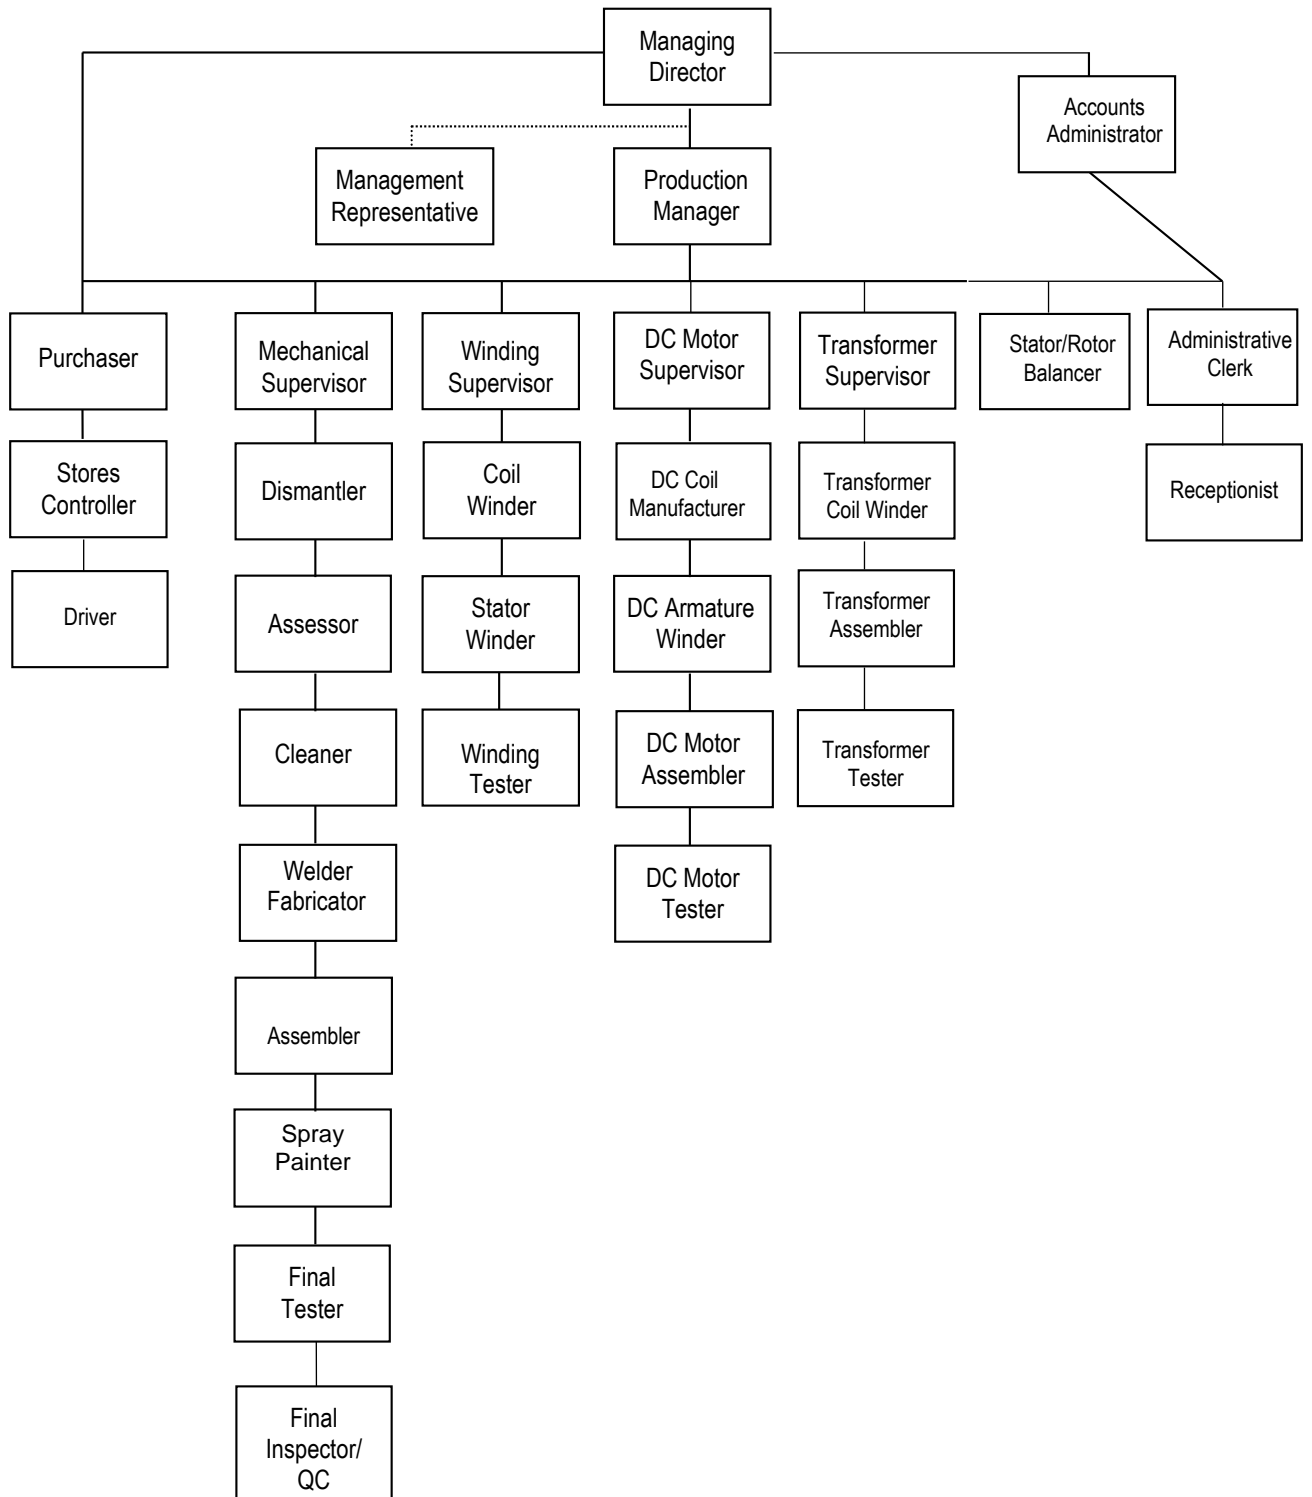 Managing
Director
Accounts
Administrator
Management
Representative
Production
Manager
Purchaser
Mechanical
Supervisor
Winding
Supervisor
DC Motor
Supervisor
Transformer
Supervisor
Stator/Rotor
Balancer
Administrative
Clerk
Stores
Controller
Dismantler
Coil
Winder
DC Coil
Manufacturer
Transformer
Coil Winder
Receptionist
Driver
Assessor
Stator
Winder
DC Armature
Winder
Transformer
Assembler
Cleaner
Winding
Tester
DC Motor
Assembler
Transformer
Tester
Welder
Fabricator
DC Motor
Tester
Assembler
Spray
Painter
Final
Tester
Final
Inspector/
QC